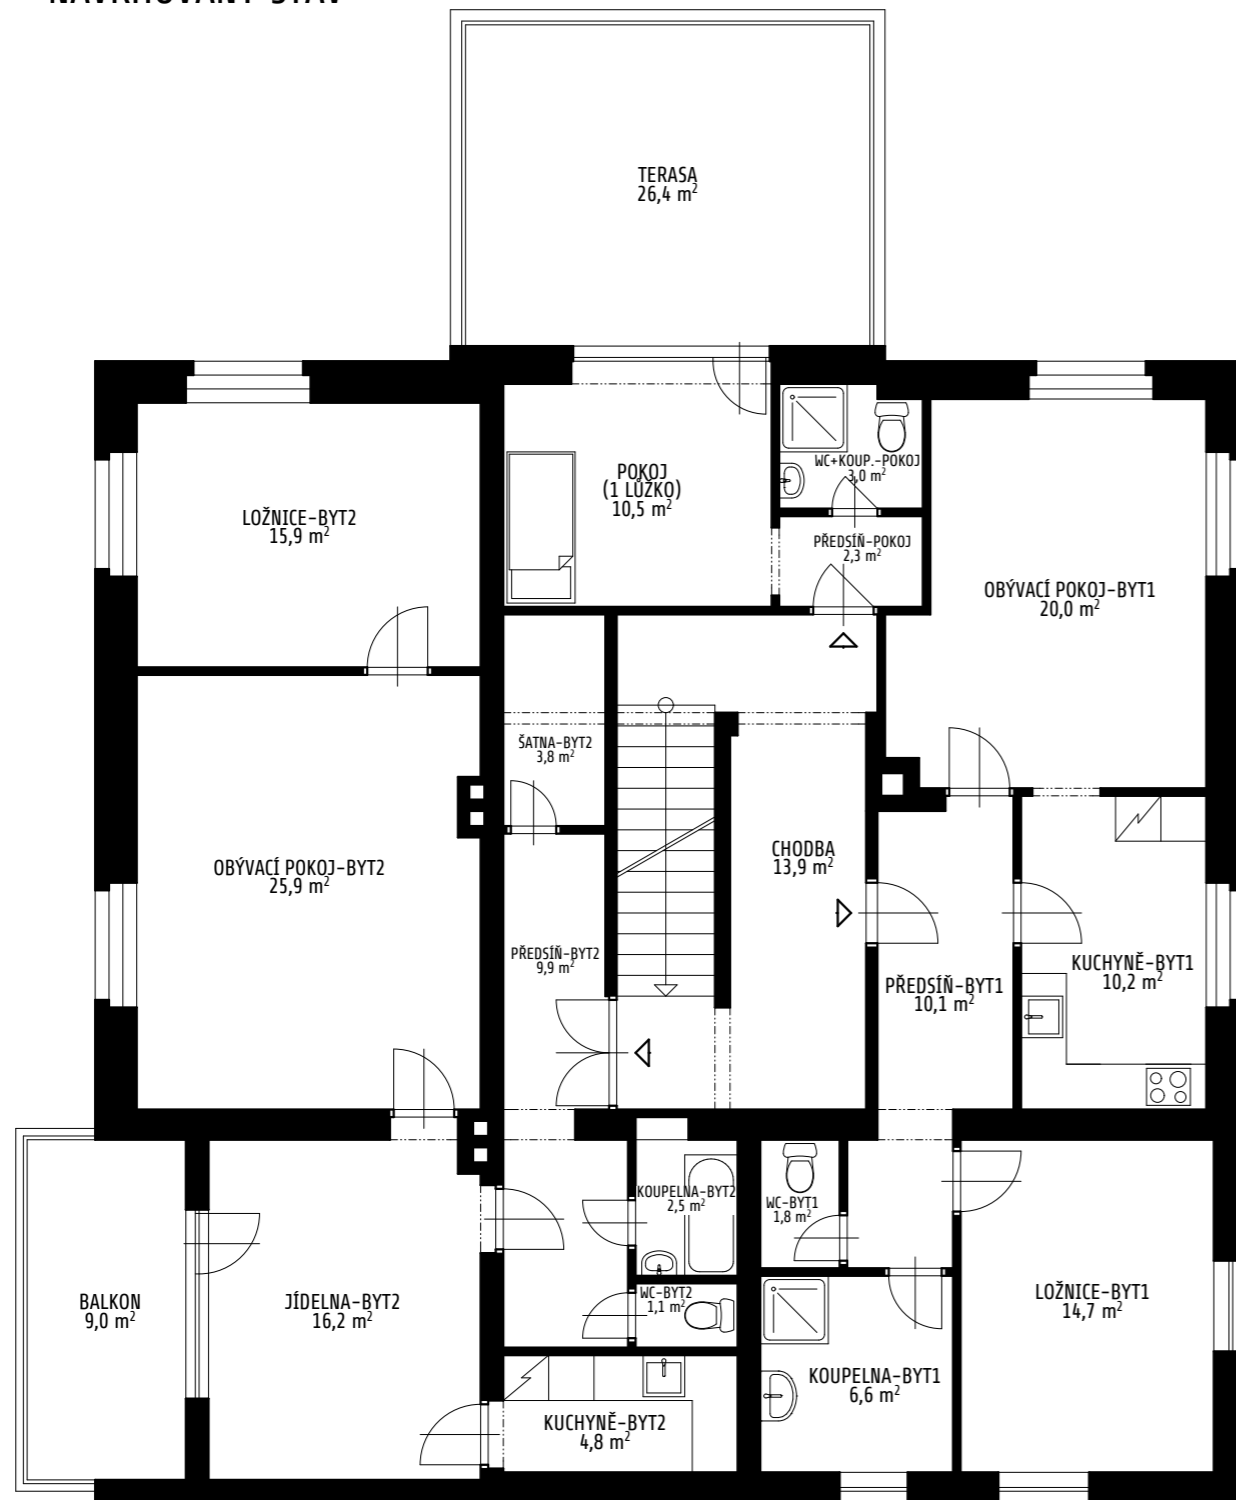 NAVRHOVANÝ STAV
TERASA
26,4 m²
POKOJ
(1 LŮŽKO)
10,5 m²
WC+KOUP.-POKOJ
3,0 m²
PŘEDSÍŇ-POKOJ
2,3 m²
LOŽNICE-BYT2
15,9 m²
OBÝVACÍ POKOJ-BYT1
20,0 m²
ŠATNA-BYT2
3,8 m²
OBÝVACÍ POKOJ-BYT2
25,9 m²
CHODBA
13,9 m²
PŘEDSÍŇ-BYT2
9,9 m²
PŘEDSÍŇ-BYT1
10,1 m²
KUCHYNĚ-BYT1
10,2 m²
KOUPELNA-BYT2
2,5 m²
WC-BYT1
1,8 m²
BALKON
9,0 m²
JÍDELNA-BYT2
16,2 m²
WC-BYT2
1,1 m²
LOŽNICE-BYT1
14,7 m²
KOUPELNA-BYT1
6,6 m²
KUCHYNĚ-BYT2
4,8 m²